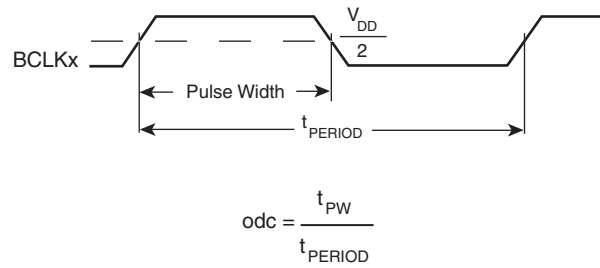 V_DD
2
BCLKx
Pulse Width
t_PERIOD
odc = t_PW
t_PERIOD